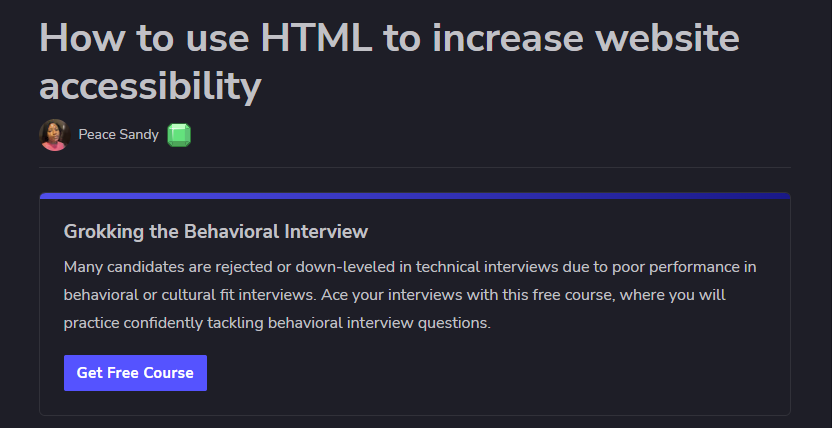 How to use HTML to increase website
accessibility
Peace Sandy
Grokking the Behavioral Interview
Many candidates are rejected or down-leveled in technical interviews due to poor performance in
behavioral or cultural fit interviews. Ace your interviews with this free course, where you will
practice confidently tackling behavioral interview questions.
Get Free Course